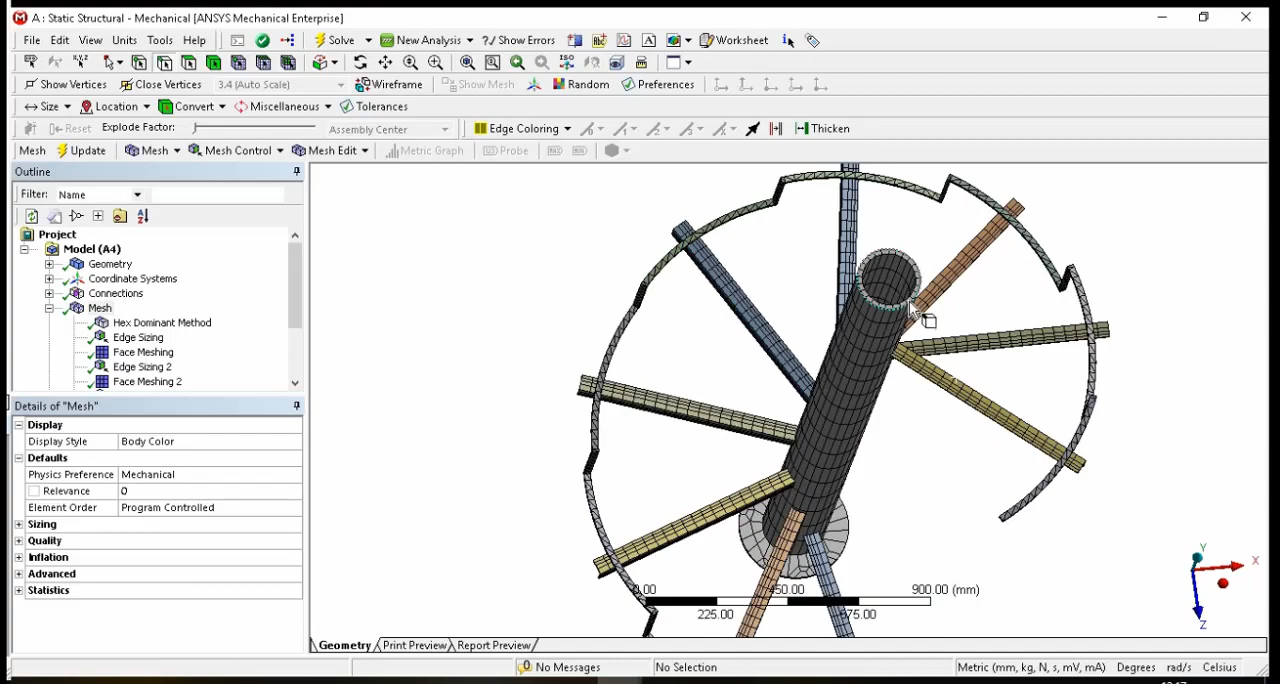 A : Static Structural - Mechanical [ANSYS Mechanical Enterprise]
File Edit View Units Tools Help Solve New Analysis ?/ Show Errors Worksheet
Show Vertices Close Vertices 3.4 (Auto Scale) Wireframe Show Mesh Random Preferences
Size Location Convert Miscellaneous Tolerances
Reset Explode Factor: Assembly Center Edge Coloring Thicken
Mesh Update Mesh Mesh Control Mesh Edit Metric Graph Probe
Outline
Filter: Name
Project
Model (A4)
Geometry
Coordinate Systems
Connections
Mesh
Hex Dominant Method
Edge Sizing
Face Meshing
Edge Sizing 2
Face Meshing 2
Details of "Mesh"
Display
Display Style Body Color
Defaults
Physics Preference Mechanical
Relevance 0
Element Order Program Controlled
Sizing
Quality
Inflation
Advanced
Statistics
Y
X
Z
0.00 450.00 900.00 (mm)
225.00 675.00
Geometry Print Preview Report Preview
No Messages No Selection Metric (mm, kg, N, s, mV, mA) Degrees rad/s Celsius